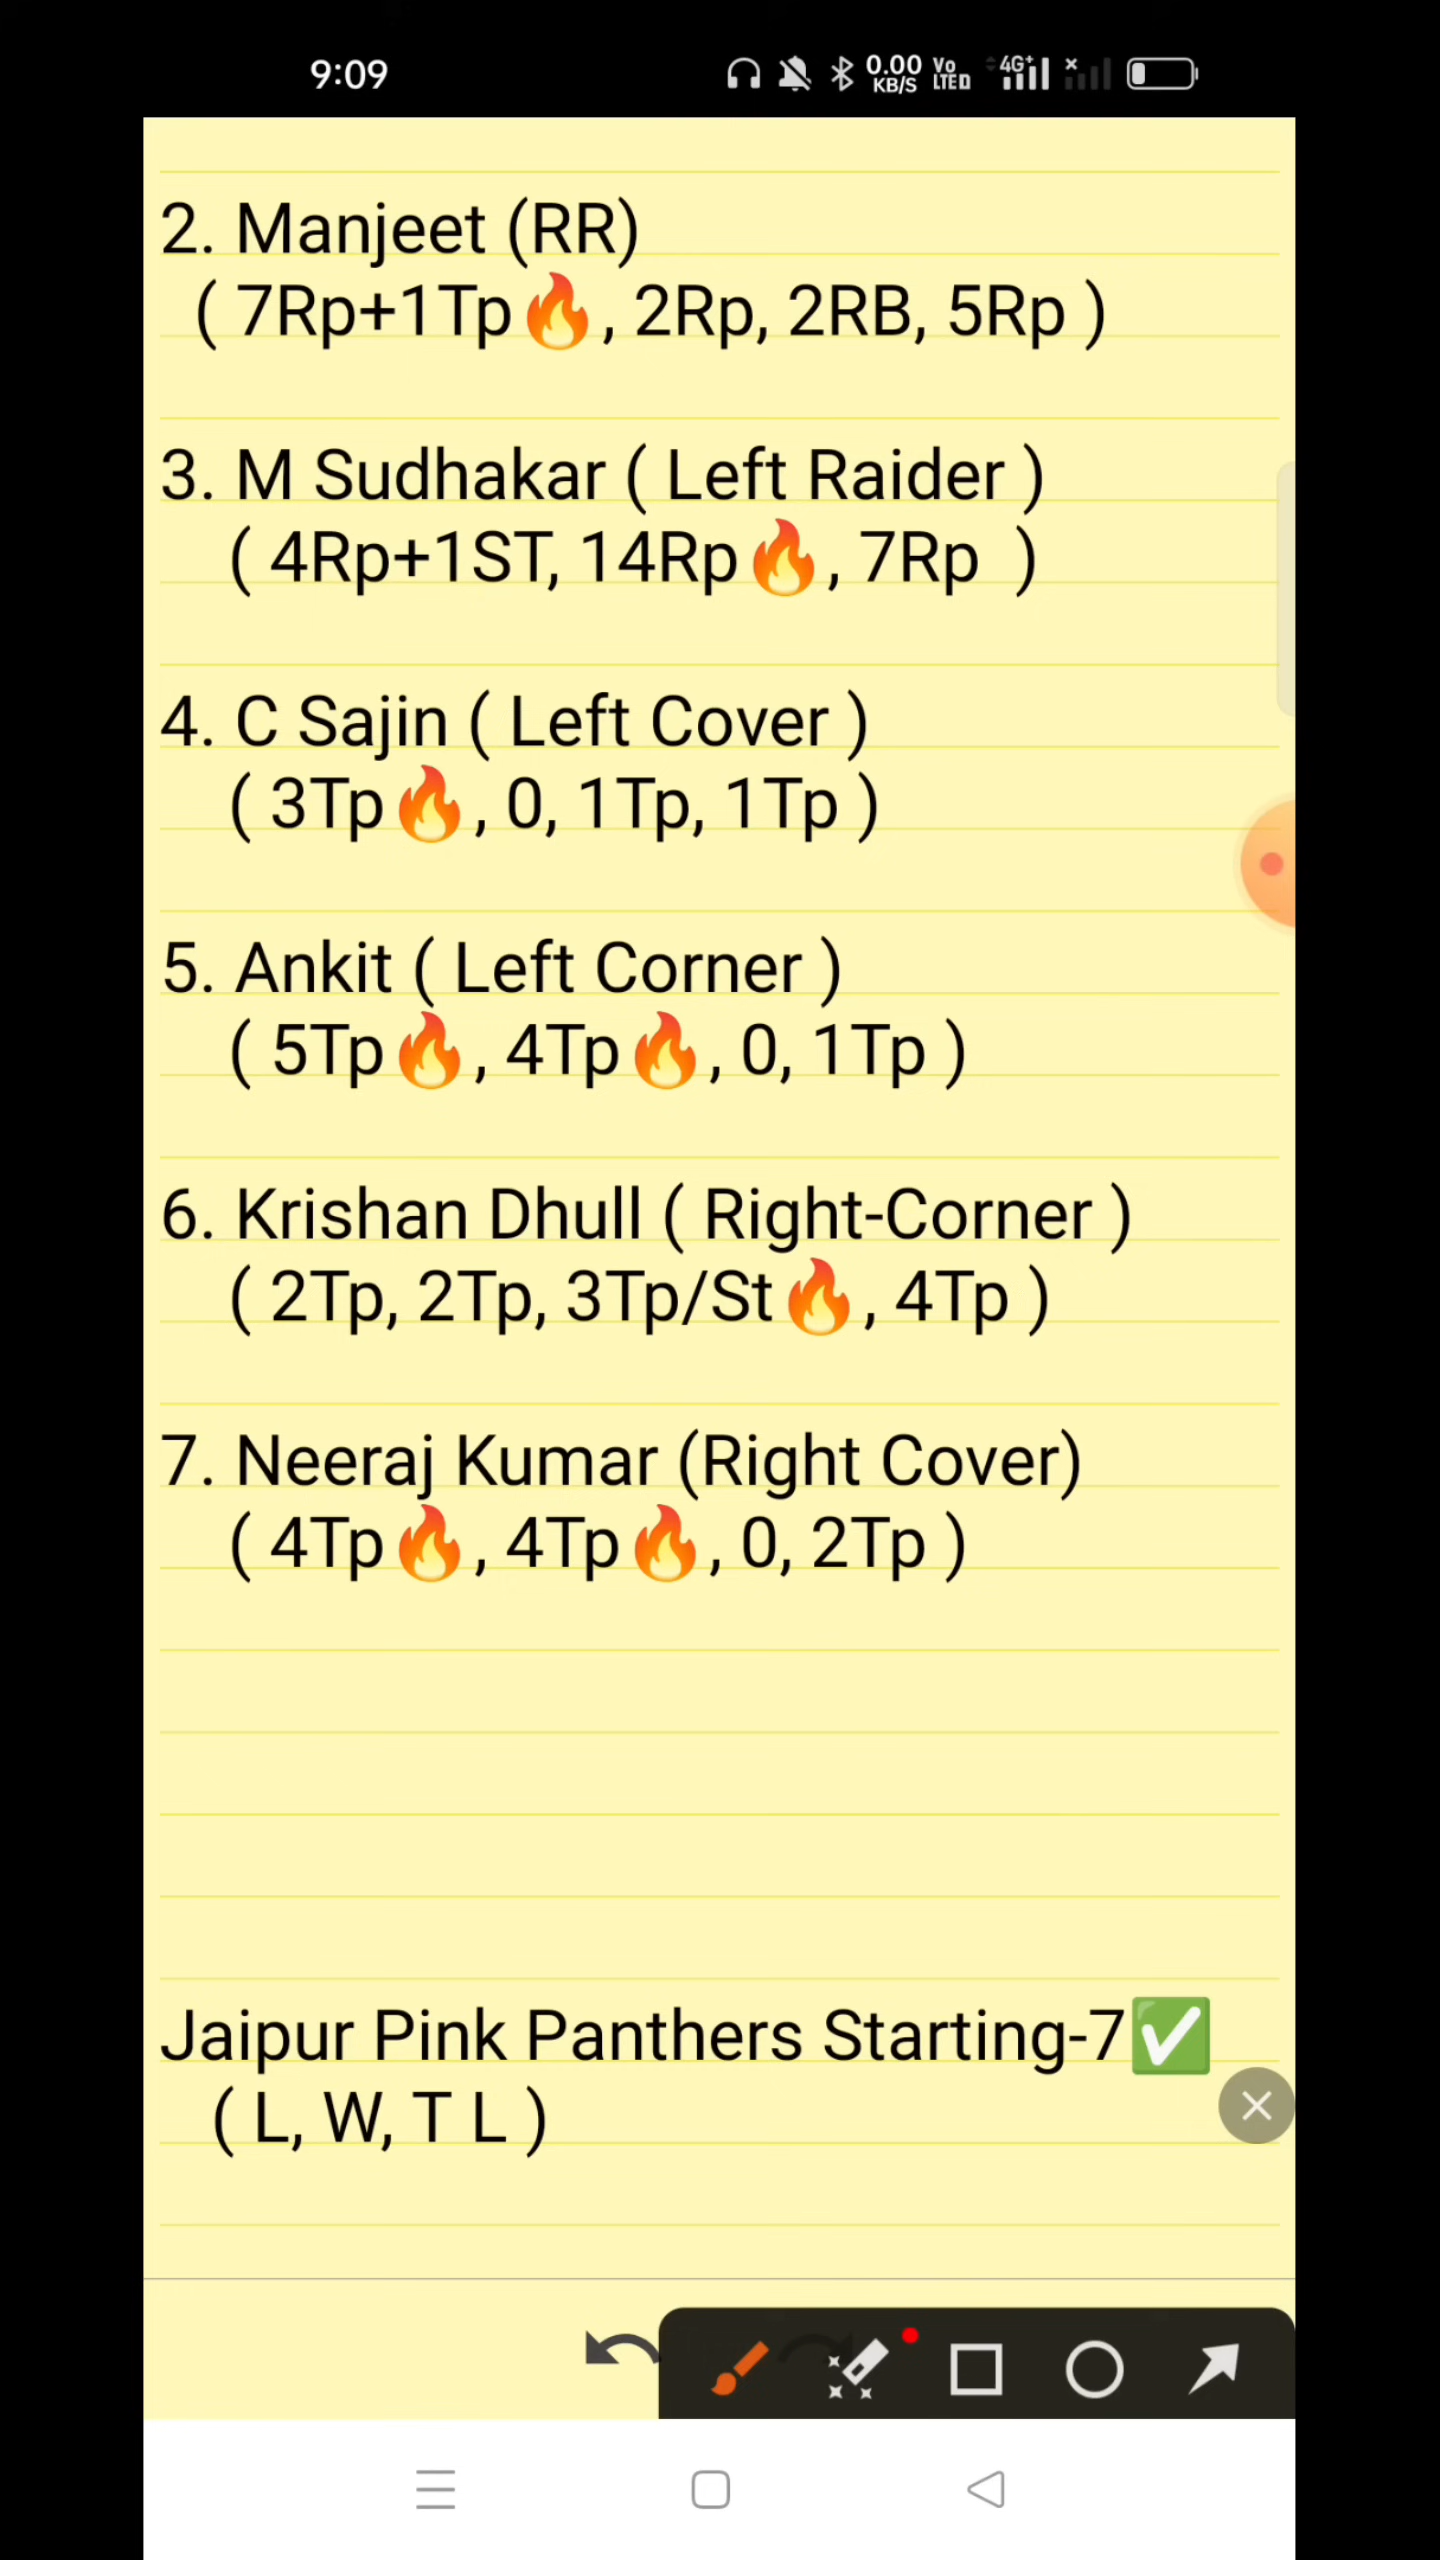 9:09 0.00 KB/S Vo LTED 4G+
2. Manjeet (RR)
( 7Rp+1Tp🔥, 2Rp, 2RB, 5Rp )
3. M Sudhakar ( Left Raider )
( 4Rp+1ST, 14Rp🔥, 7Rp )
4. C Sajin ( Left Cover )
( 3Tp🔥, 0, 1Tp, 1Tp )
5. Ankit ( Left Corner )
( 5Tp🔥, 4Tp🔥, 0, 1Tp )
6. Krishan Dhull ( Right-Corner )
( 2Tp, 2Tp, 3Tp/St🔥, 4Tp )
7. Neeraj Kumar (Right Cover)
( 4Tp🔥, 4Tp🔥, 0, 2Tp )
Jaipur Pink Panthers Starting-7✅
( L, W, T L )